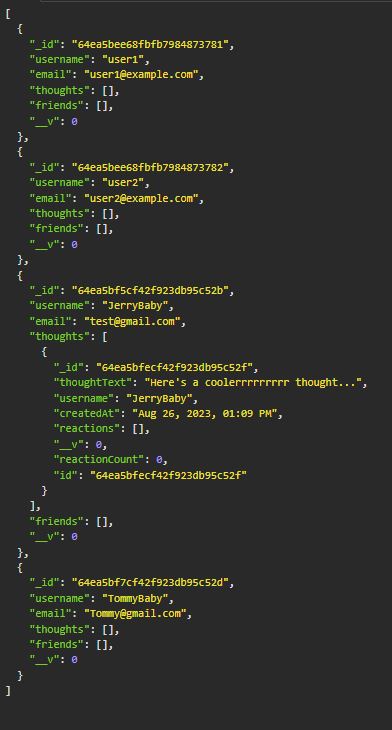 [
  {
    "_id": "64ea5bee68fbfb7984873781",
    "username": "user1",
    "email": "user1@example.com",
    "thoughts": [],
    "friends": [],
    "__v": 0
  },
  {
    "_id": "64ea5bee68fbfb7984873782",
    "username": "user2",
    "email": "user2@example.com",
    "thoughts": [],
    "friends": [],
    "__v": 0
  },
  {
    "_id": "64ea5bf5cf42f923db95c52b",
    "username": "JerryBaby",
    "email": "test@gmail.com",
    "thoughts": [
      {
        "_id": "64ea5bfecf42f923db95c52f",
        "thoughtText": "Here's a coolerrrrrrrrr thought...",
        "username": "JerryBaby",
        "createdAt": "Aug 26, 2023, 01:09 PM",
        "reactions": [],
        "__v": 0,
        "reactionCount": 0,
        "id": "64ea5bfecf42f923db95c52f"
      }
    ],
    "friends": [],
    "__v": 0
  },
  {
    "_id": "64ea5bf7cf42f923db95c52d",
    "username": "TommyBaby",
    "email": "Tommy@gmail.com",
    "thoughts": [],
    "friends": [],
    "__v": 0
  }
]